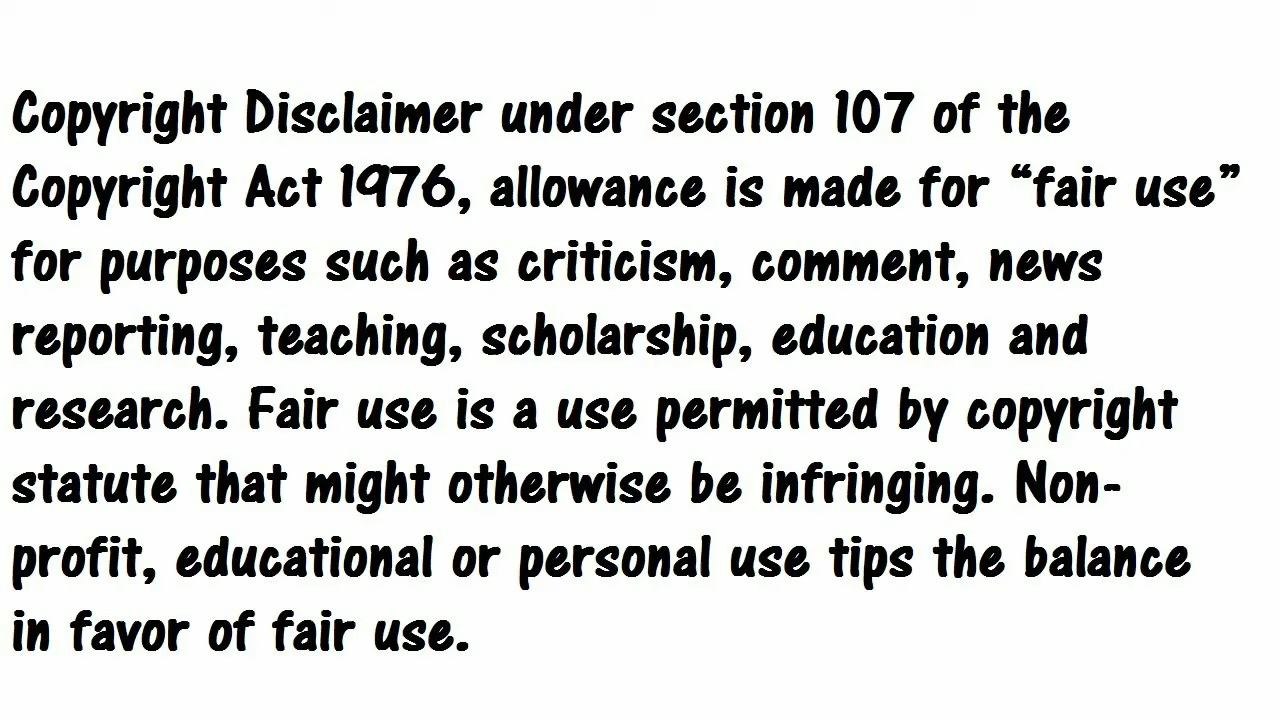 Copyright Disclaimer under section 107 of the
Copyright Act 1976, allowance is made for “fair use”
for purposes such as criticism, comment, news
reporting, teaching, scholarship, education and
research. Fair use is a use permitted by copyright
statute that might otherwise be infringing. Non-
profit, educational or personal use tips the balance
in favor of fair use.